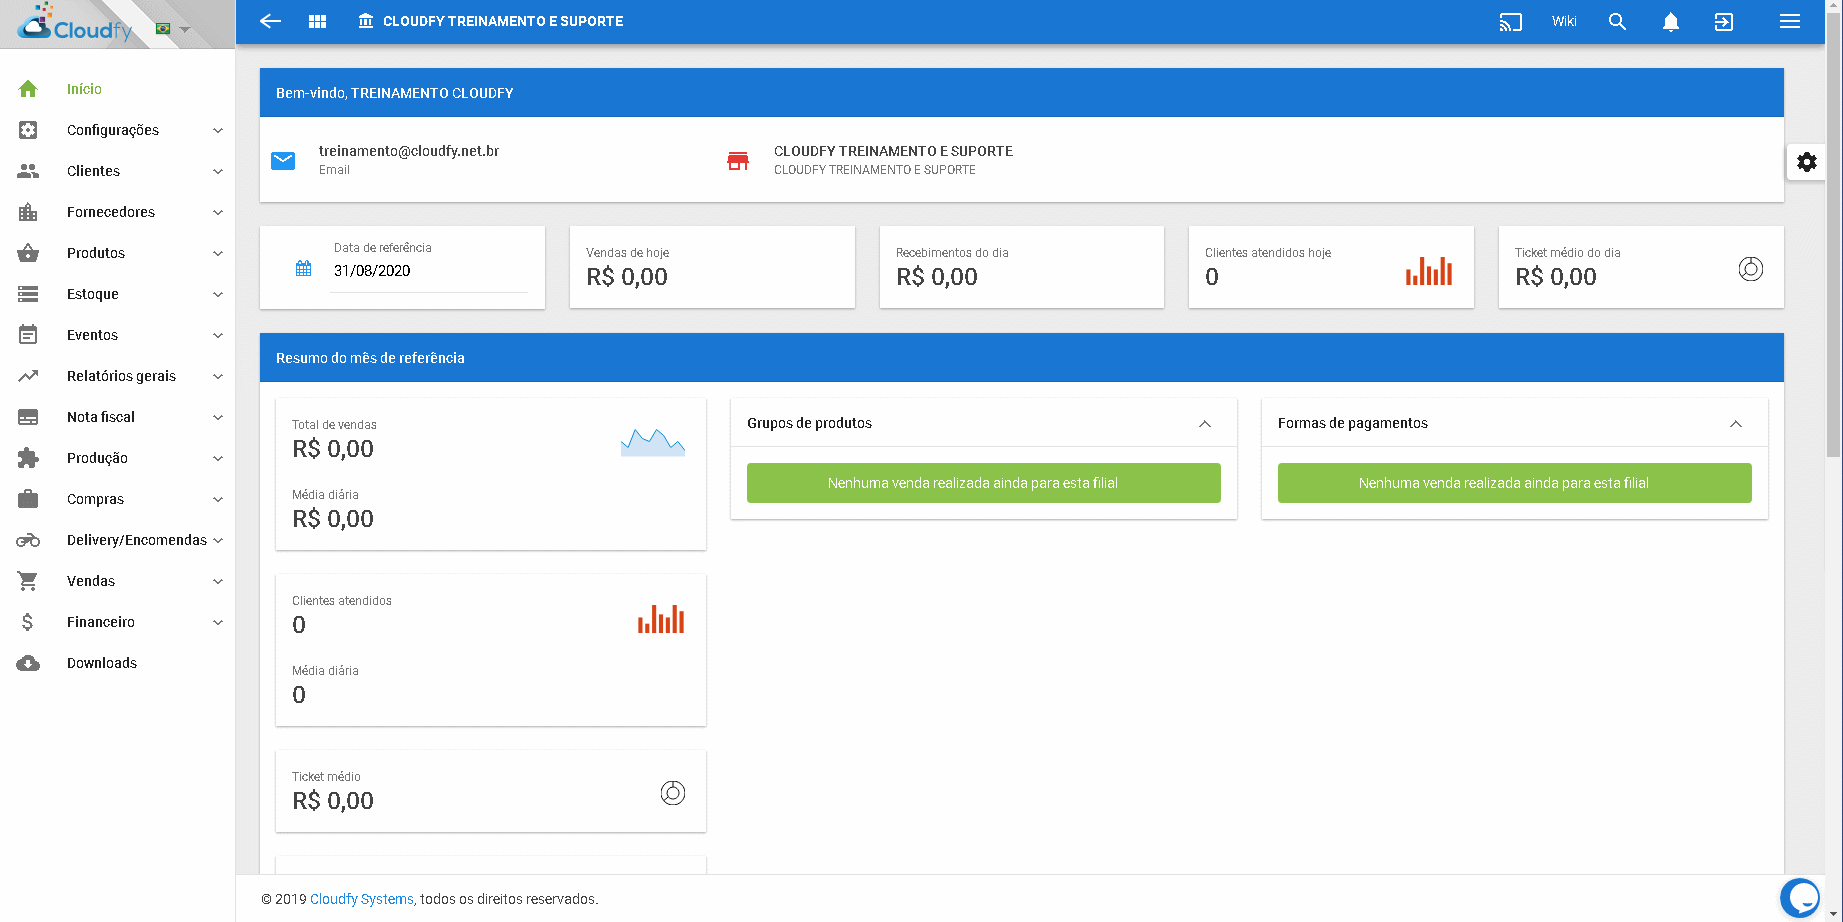 Cloudfy
CLOUDFY TREINAMENTO E SUPORTE
Wiki
Início
Configurações
Clientes
Fornecedores
Produtos
Estoque
Eventos
Relatórios gerais
Nota fiscal
Produção
Compras
Delivery/Encomendas
Vendas
Financeiro
Downloads
Bem-vindo, TREINAMENTO CLOUDFY
treinamento@cloudfy.net.br
Email
CLOUDFY TREINAMENTO E SUPORTE
CLOUDFY TREINAMENTO E SUPORTE
Data de referência
31/08/2020
Vendas de hoje
R$ 0,00
Recebimentos do dia
R$ 0,00
Clientes atendidos hoje
0
Ticket médio do dia
R$ 0,00
Resumo do mês de referência
Total de vendas
R$ 0,00
Média diária
R$ 0,00
Clientes atendidos
0
Média diária
0
Ticket médio
R$ 0,00
Grupos de produtos
Nenhuma venda realizada ainda para esta filial
Formas de pagamentos
Nenhuma venda realizada ainda para esta filial
© 2019 Cloudfy Systems, todos os direitos reservados.